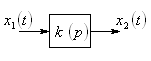 x₁(t) k (p) x₂(t)